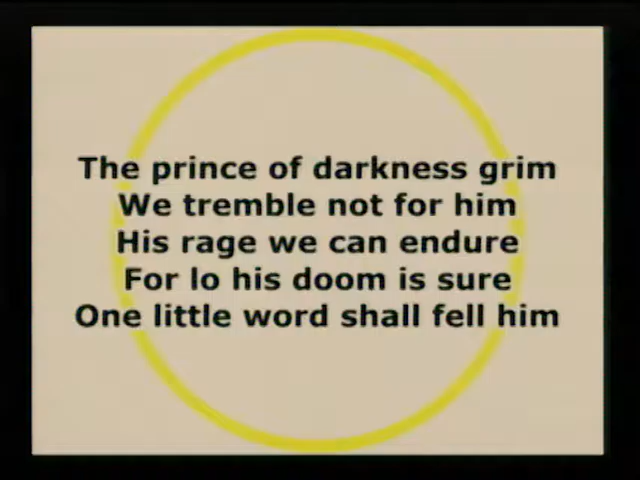 The prince of darkness grim
We tremble not for him
His rage we can endure
For lo his doom is sure
One little word shall fell him